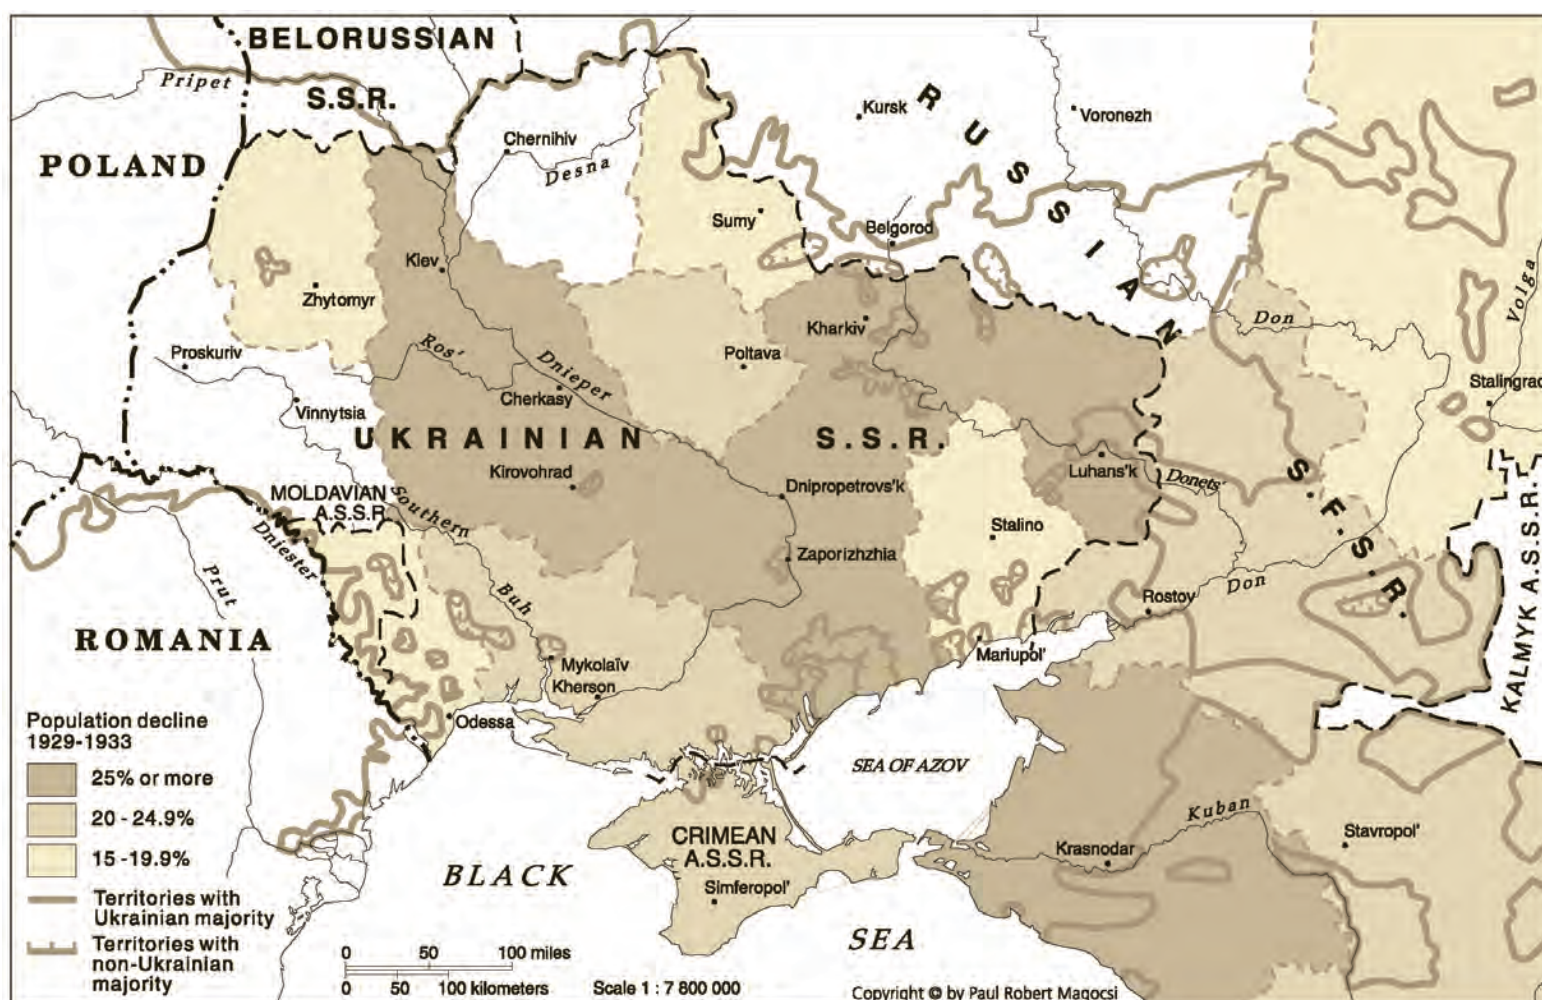 BELORUSSIAN
S.S.R.
Pripet
POLAND
Chernihiv
Desna
Kursk
Voronezh
RUSSIAN
S.F.S.R.
Sumy
Belgorod
Kiev
Zhytomyr
Kharkiv
Don
Volga
Proskuriv
Ros'
Dnieper
Poltava
Cherkasy
Vinnytsia
Stalingrad
UKRAINIAN
S.S.R.
Kirovohrad
Dnipropetrovs'k
Luhans'k
Donets'
MOLDAVIAN
A.S.S.R.
Southern
Buh
Dniester
Stalino
Zaporizhzhia
Prut
Rostov
Don
KALMYK A.S.S.R.
ROMANIA
Mykolaïv
Kherson
Mariupol'
Odessa
SEA OF AZOV
Kuban
Stavropol'
Krasnodar
CRIMEAN
A.S.S.R.
Simferopol'
BLACK
SEA
Population decline
1929-1933
25% or more
20 - 24.9%
15 -19.9%
Territories with
Ukrainian majority
Territories with
non-Ukrainian
majority
0 50 100 miles
0 50 100 kilometers
Scale 1 : 7 800 000
Copyright © by Paul Robert Magocsi